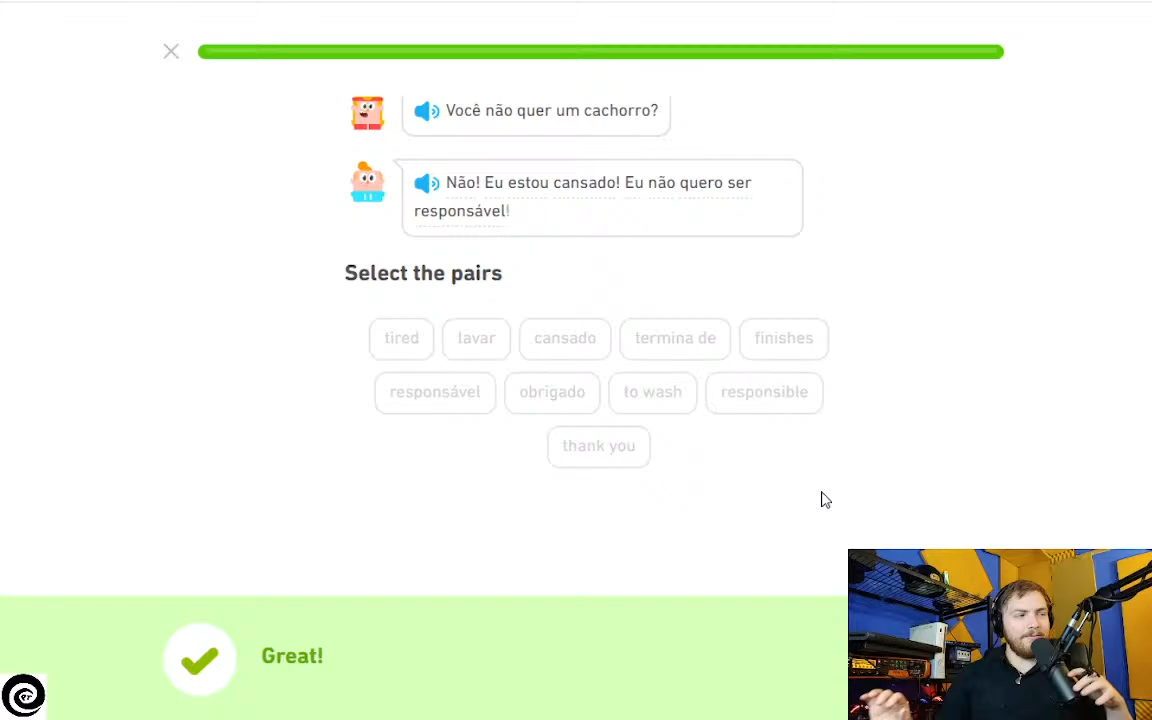 Você não quer um cachorro?
Não! Eu estou cansado! Eu não quero ser
responsável!
Select the pairs
tired lavar cansado termina de finishes
responsável obrigado to wash responsible
thank you
Great!